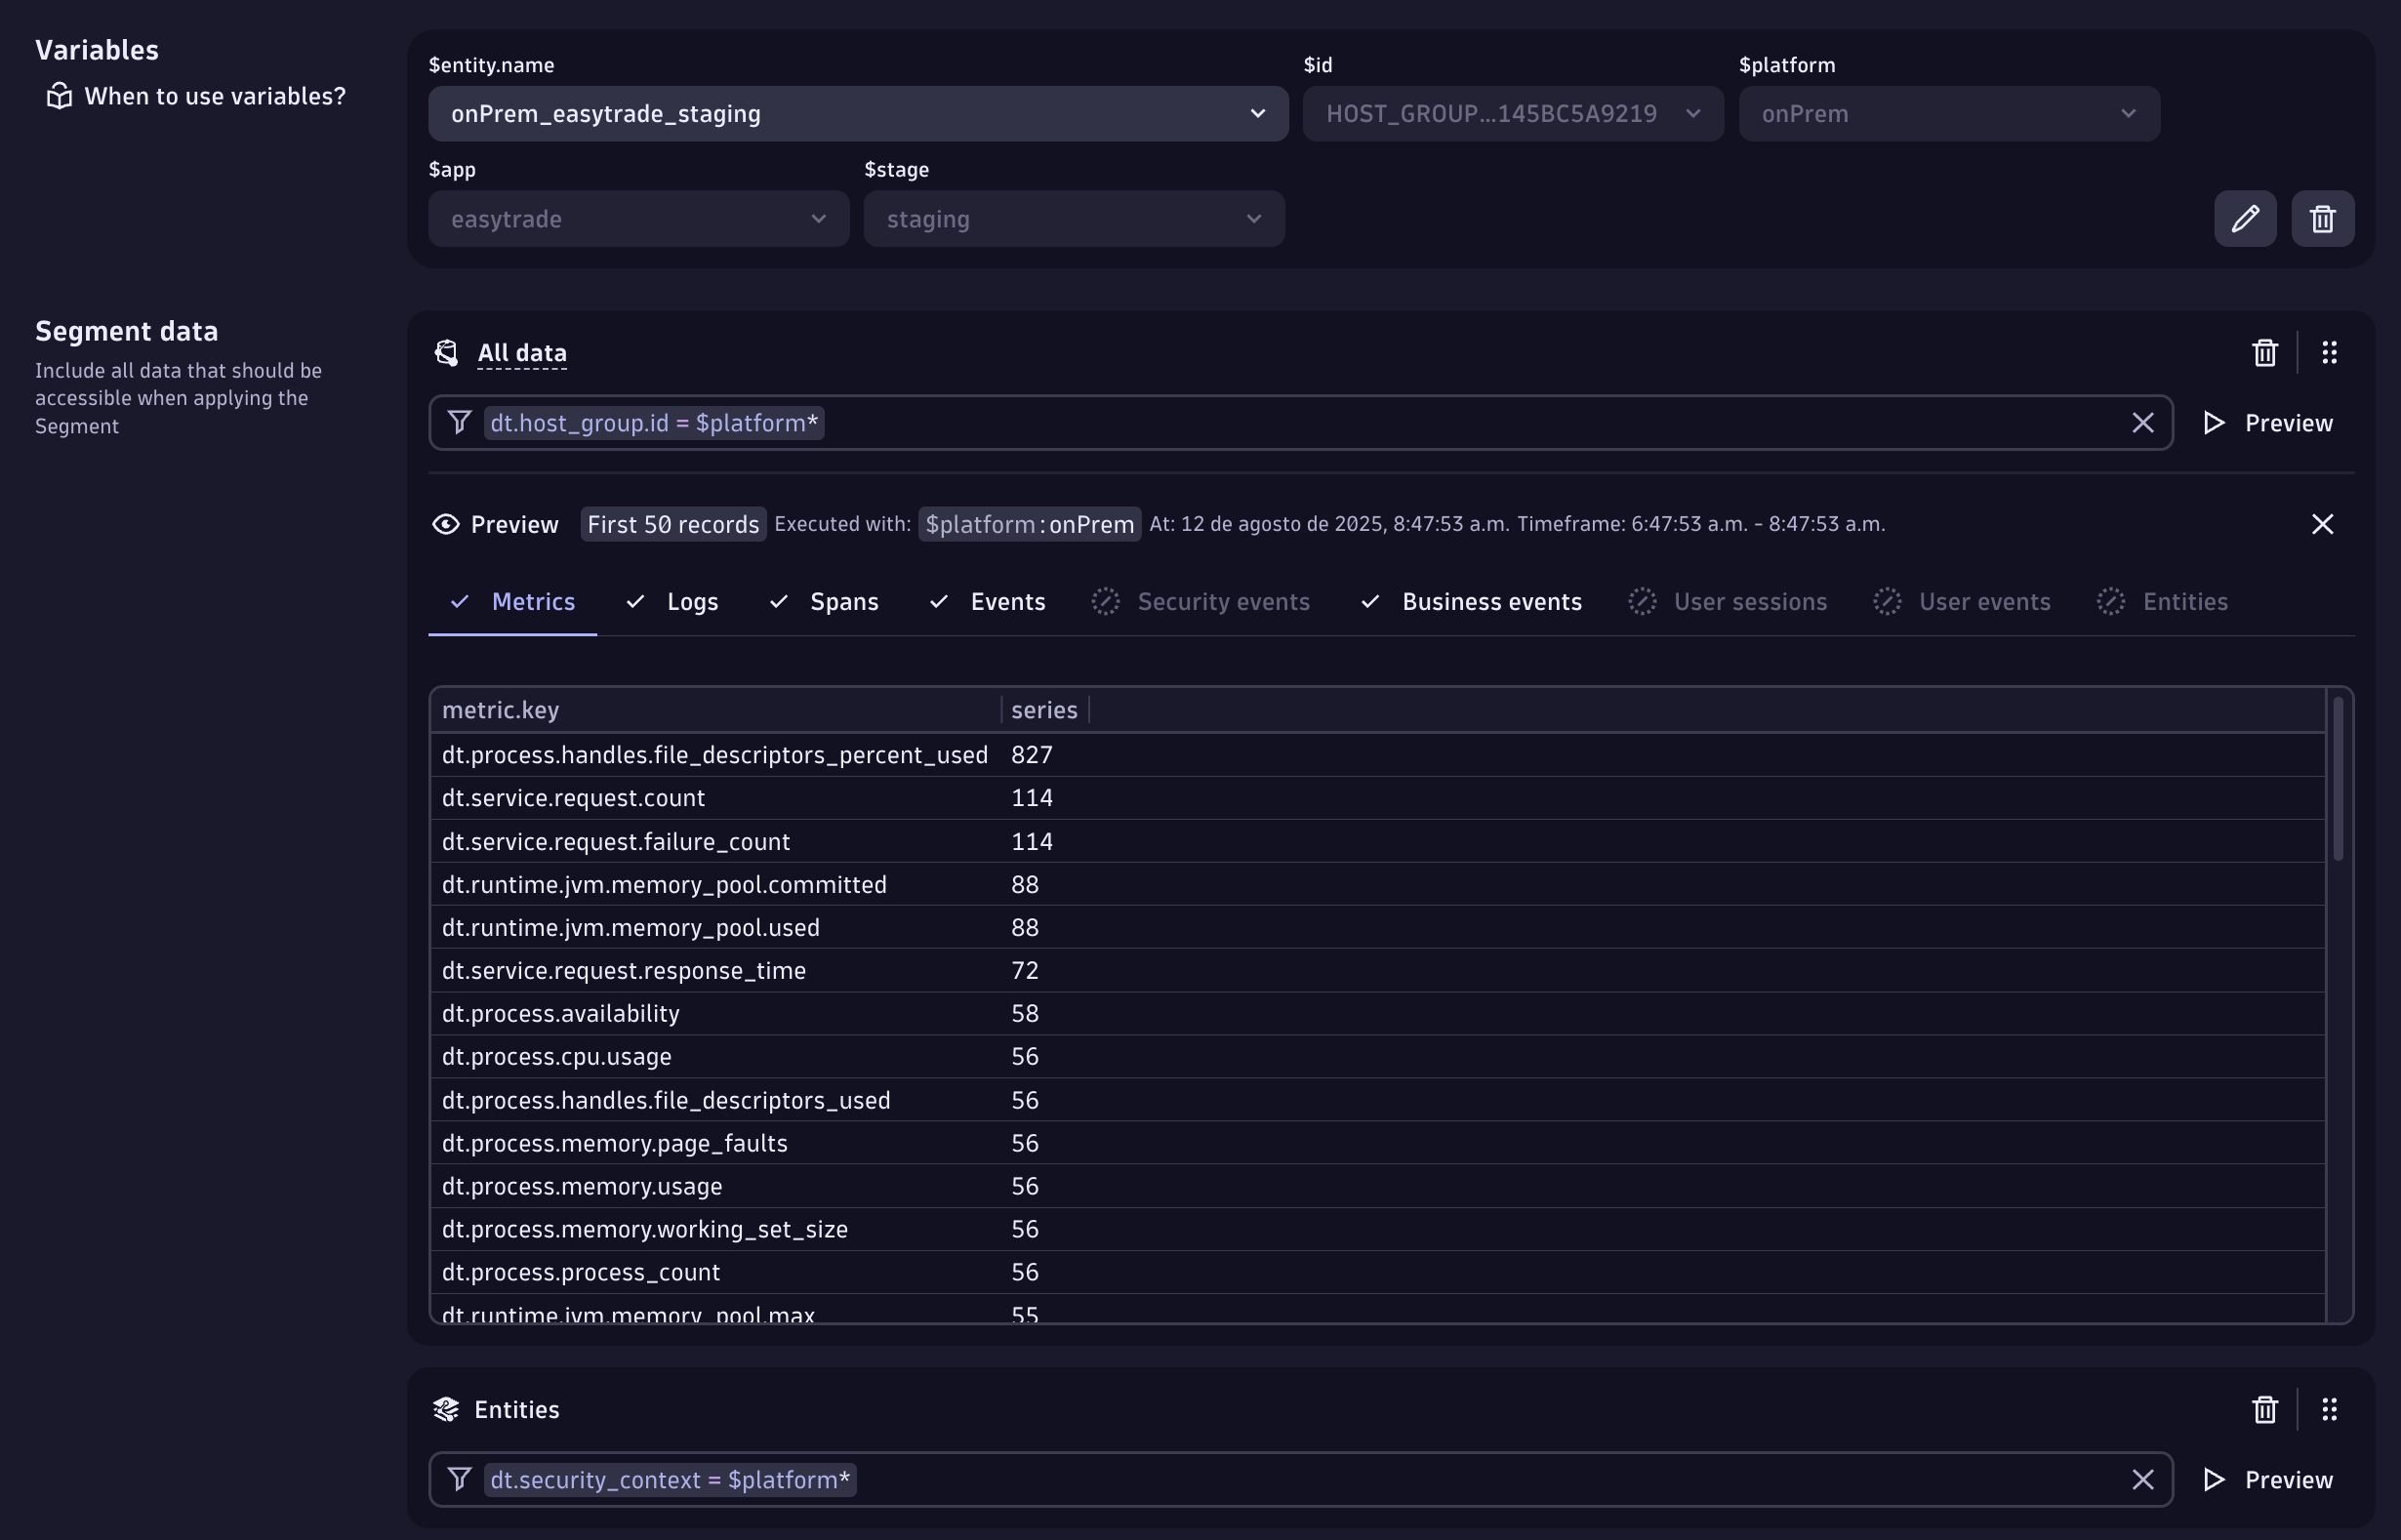 Variables
When to use variables?
$entity.name
$id
$platform
onPrem_easytrade_staging
HOST_GROUP...145BC5A9219
onPrem
$app
$stage
easytrade
staging
Segment data
Include all data that should be
accessible when applying the
Segment
All data
dt.host_group.id = $platform*
Preview
Preview First 50 records Executed with: $platform:onPrem At: 12 de agosto de 2025, 8:47:53 a.m. Timeframe: 6:47:53 a.m. - 8:47:53 a.m.
Metrics Logs Spans Events Security events Business events User sessions User events Entities
metric.key series
dt.process.handles.file_descriptors_percent_used 827
dt.service.request.count 114
dt.service.request.failure_count 114
dt.runtime.jvm.memory_pool.committed 88
dt.runtime.jvm.memory_pool.used 88
dt.service.request.response_time 72
dt.process.availability 58
dt.process.cpu.usage 56
dt.process.handles.file_descriptors_used 56
dt.process.memory.page_faults 56
dt.process.memory.usage 56
dt.process.memory.working_set_size 56
dt.process.process_count 56
dt.runtime.jvm.memory_pool.max 55
Entities
dt.security_context = $platform*
Preview